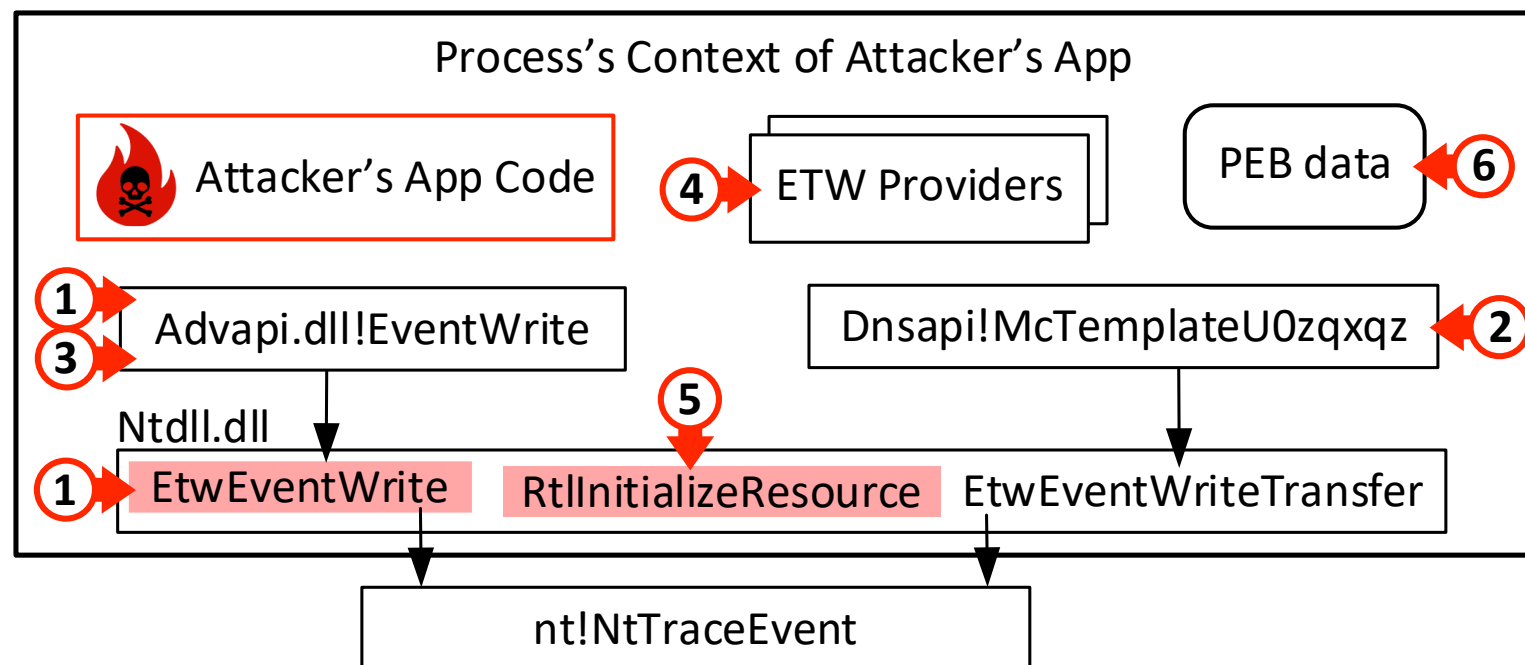 Process’s Context of Attacker’s App
Attacker’s App Code
4
ETW Providers
PEB data
6
1
3
Advapi.dll!EventWrite
Dnsapi!McTemplateU0zqxqz
2
5
Ntdll.dll
1
EtwEventWrite
RtlInitializeResource
EtwEventWriteTransfer
nt!NtTraceEvent